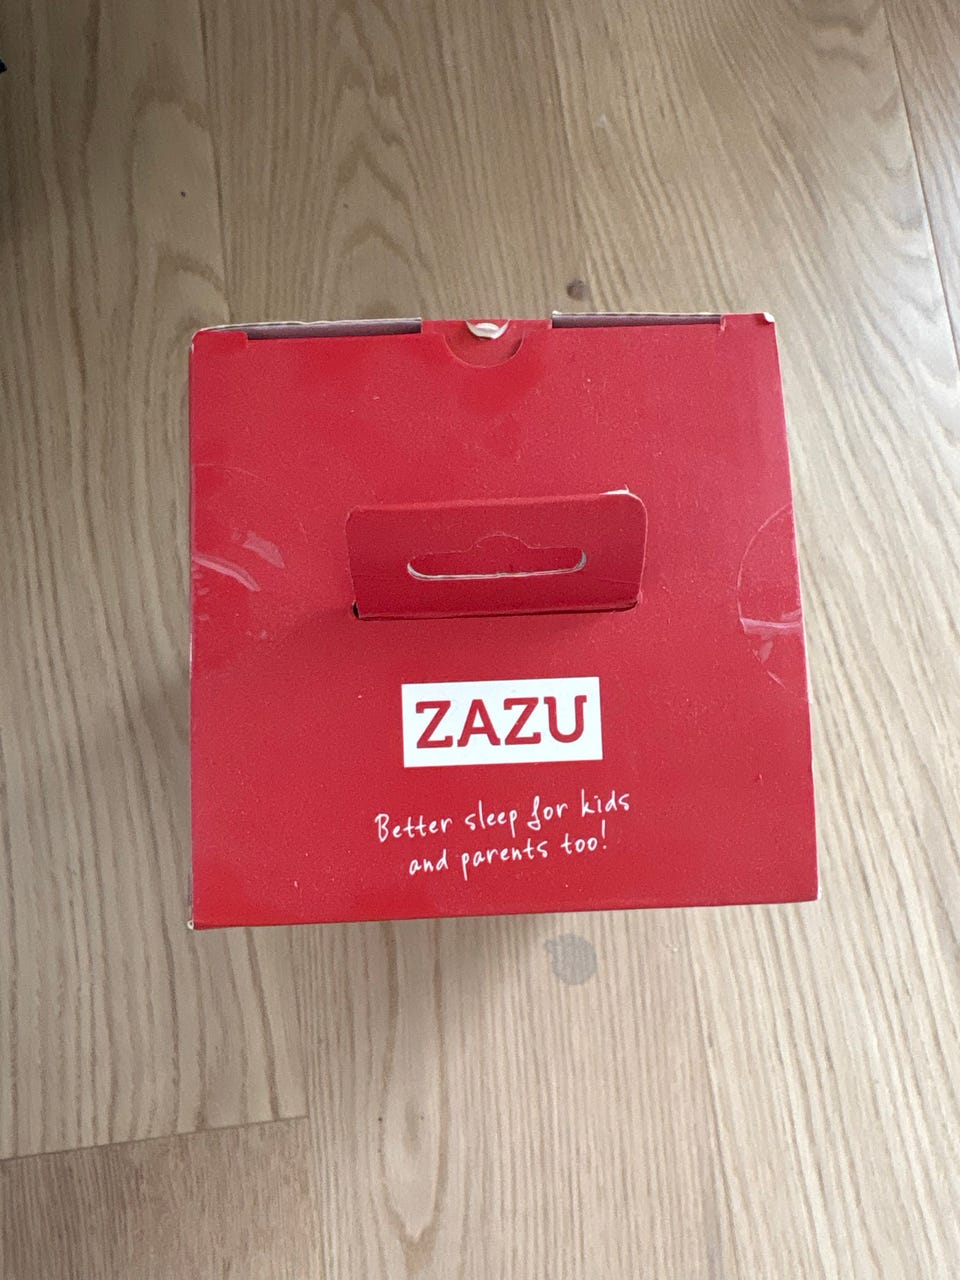 ZAZU
Better sleep for kids
and parents too!